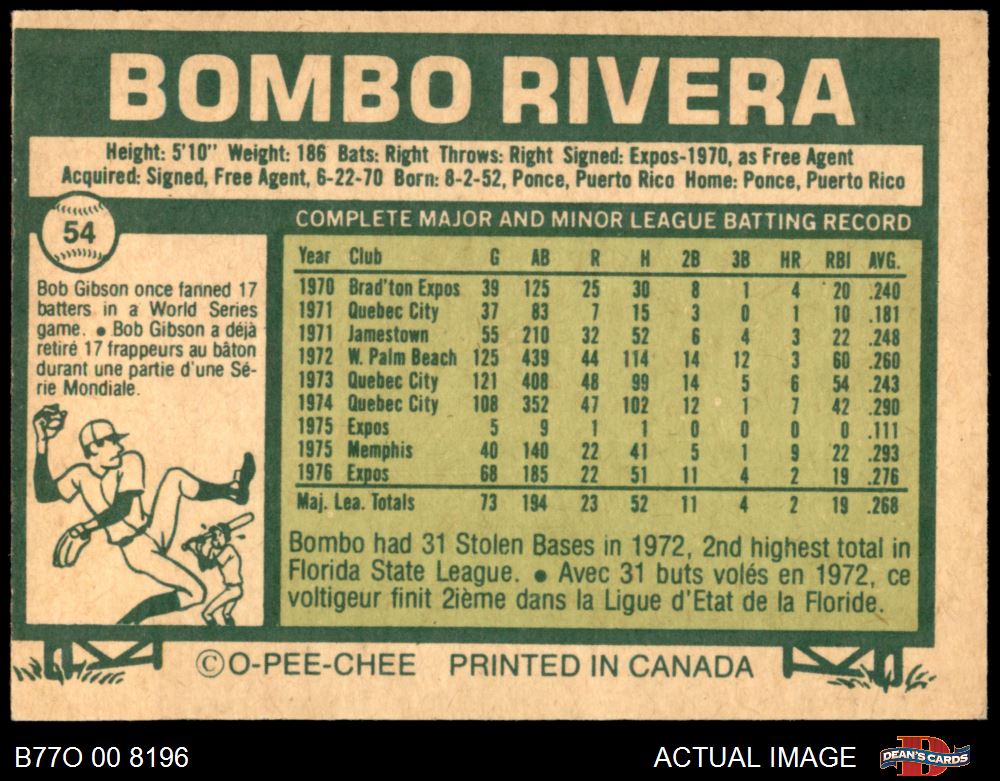 BOMBO RIVERA
Height: 5'10" Weight: 186 Bats: Right Throws: Right Signed: Expos-1970, as Free Agent
Acquired: Signed, Free Agent, 6-22-70 Born: 8-2-52, Ponce, Puerto Rico Home: Ponce, Puerto Rico
54
Bob Gibson once fanned 17
batters in a World Series
game. ● Bob Gibson a déjà
retiré 17 frappeurs au bâton
durant une partie d'une Sé-
rie Mondiale.
COMPLETE MAJOR AND MINOR LEAGUE BATTING RECORD
Year Club G AB R H 2B 3B HR RBI AVG.
1970 Brad'ton Expos 39 125 25 30 8 1 4 20 .240
1971 Quebec City 37 83 7 15 3 0 1 10 .181
1971 Jamestown 55 210 32 52 6 4 3 22 .248
1972 W. Palm Beach 125 439 44 114 14 12 3 60 .260
1973 Quebec City 121 408 48 99 14 5 6 54 .243
1974 Quebec City 108 352 47 102 12 1 7 42 .290
1975 Expos 5 9 1 1 0 0 0 0 .111
1975 Memphis 40 140 22 41 5 1 9 22 .293
1976 Expos 68 185 22 51 11 4 2 19 .276
Maj. Lea. Totals 73 194 23 52 11 4 2 19 .268
Bombo had 31 Stolen Bases in 1972, 2nd highest total in
Florida State League. ● Avec 31 buts volés en 1972, ce
voltigeur finit 2ième dans la Ligue d'Etat de la Floride.
©O-PEE-CHEE PRINTED IN CANADA
B77O 00 8196
ACTUAL IMAGE
DEAN'S CARDS